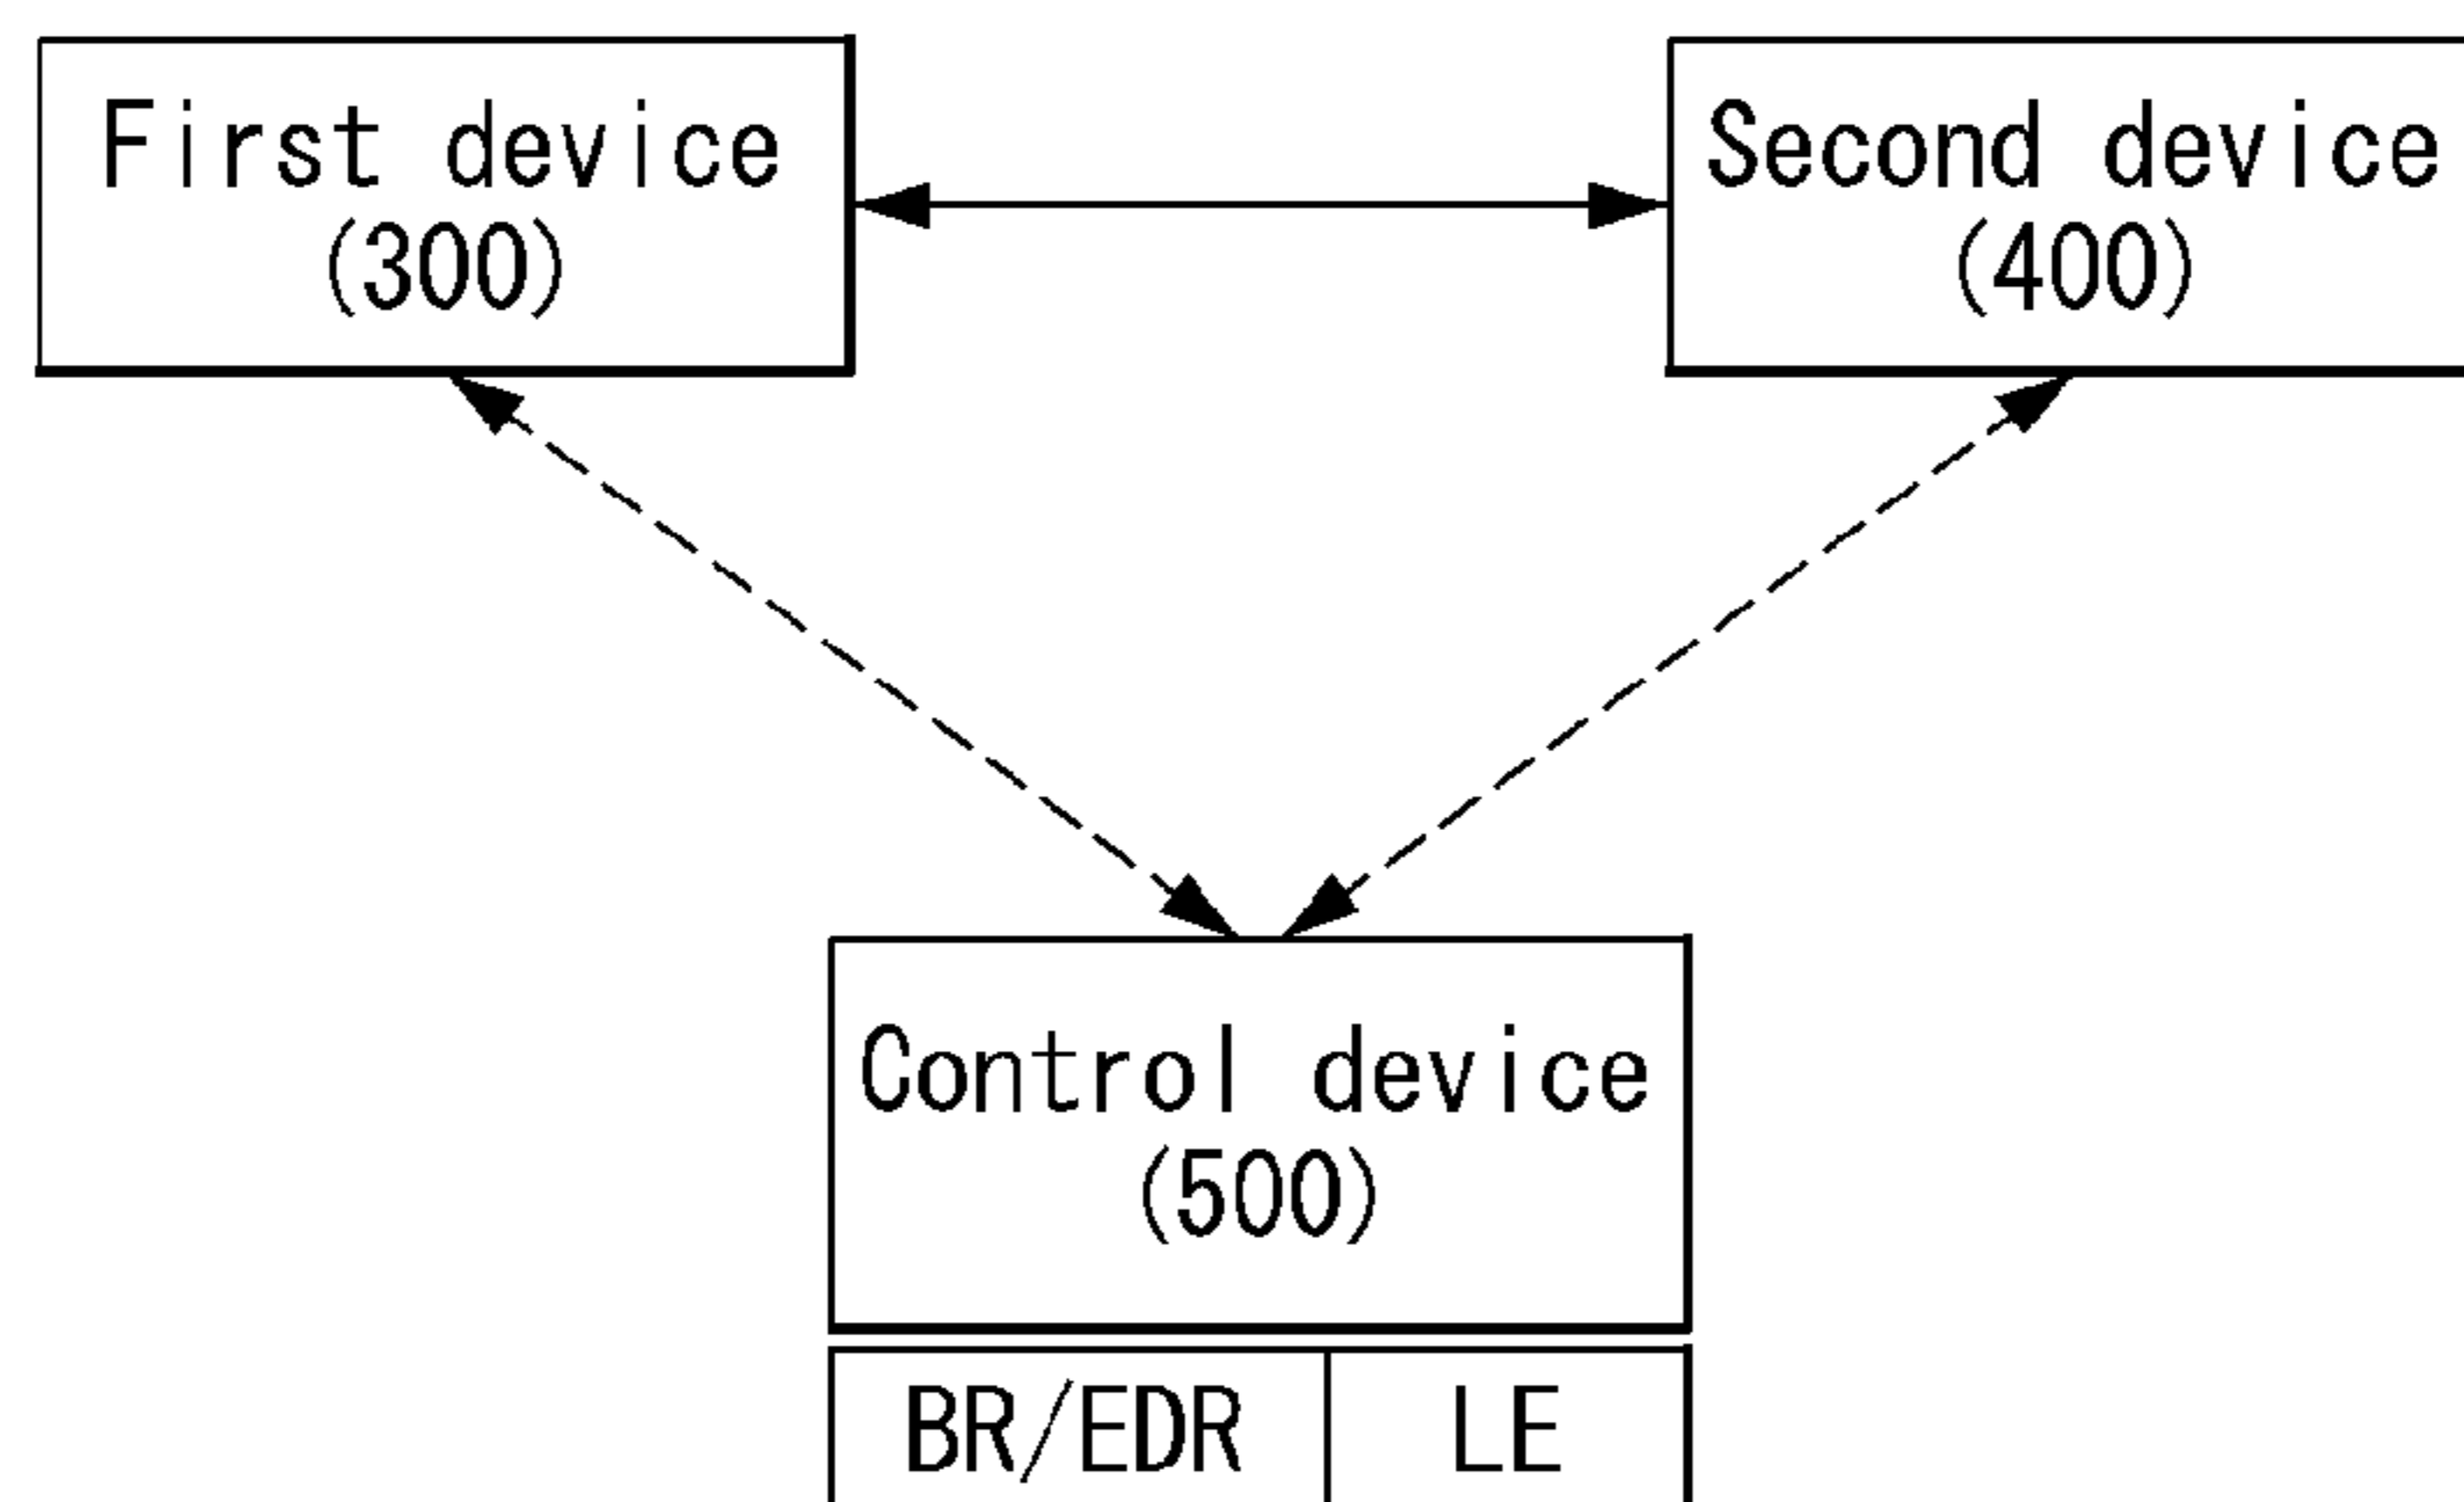 First device
(300)
Second device
(400)
Control device
(500)
BR/EDR
LE